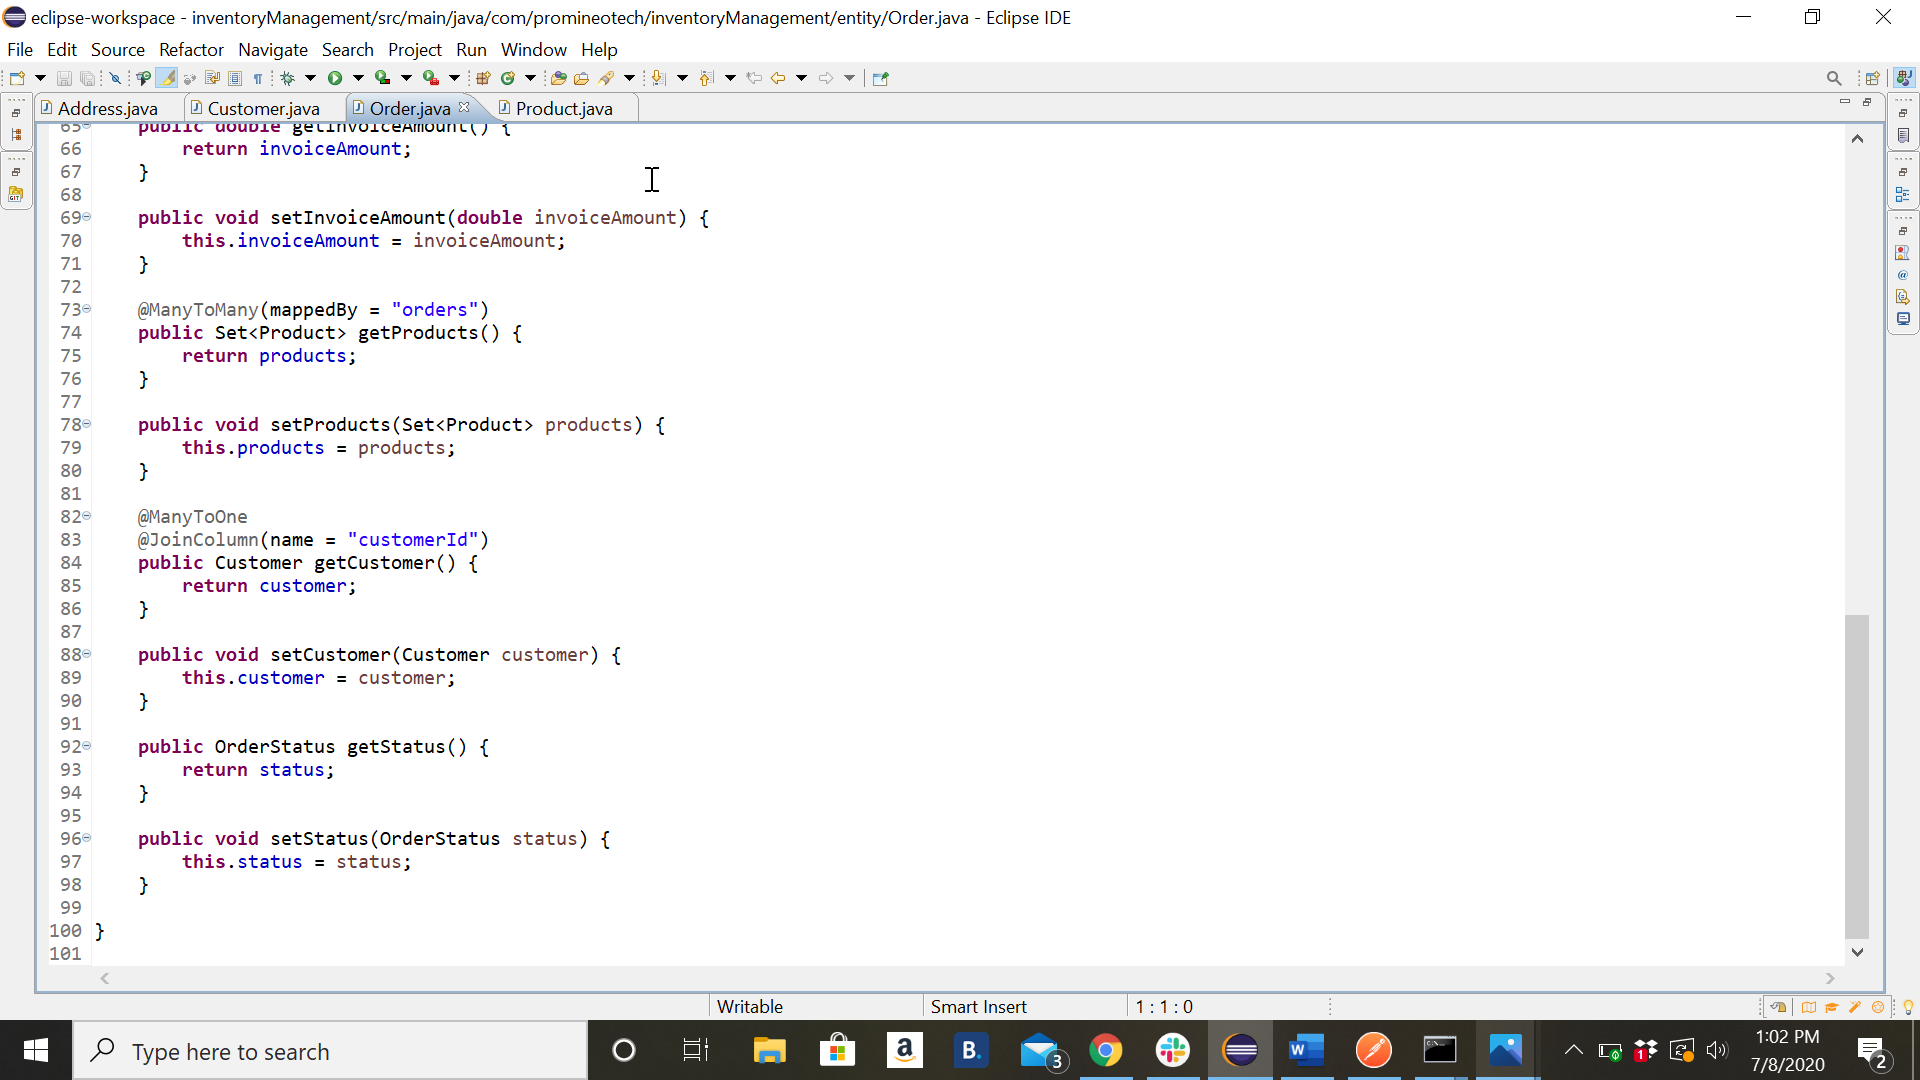 eclipse-workspace - inventoryManagement/src/main/java/com/promineotech/inventoryManagement/entity/Order.java - Eclipse IDE
File Edit Source Refactor Navigate Search Project Run Window Help
Address.java Customer.java Order.java Product.java
65 public double getInvoiceAmount() {
66 return invoiceAmount;
67 }
68
69 public void setInvoiceAmount(double invoiceAmount) {
70 this.invoiceAmount = invoiceAmount;
71 }
72
73 @ManyToMany(mappedBy = "orders")
74 public Set<Product> getProducts() {
75 return products;
76 }
77
78 public void setProducts(Set<Product> products) {
79 this.products = products;
80 }
81
82 @ManyToOne
83 @JoinColumn(name = "customerId")
84 public Customer getCustomer() {
85 return customer;
86 }
87
88 public void setCustomer(Customer customer) {
89 this.customer = customer;
90 }
91
92 public OrderStatus getStatus() {
93 return status;
94 }
95
96 public void setStatus(OrderStatus status) {
97 this.status = status;
98 }
99
100 }
101
Writable Smart Insert 1 : 1 : 0
Type here to search
a B. 3 W 1 1:02 PM
7/8/2020 2